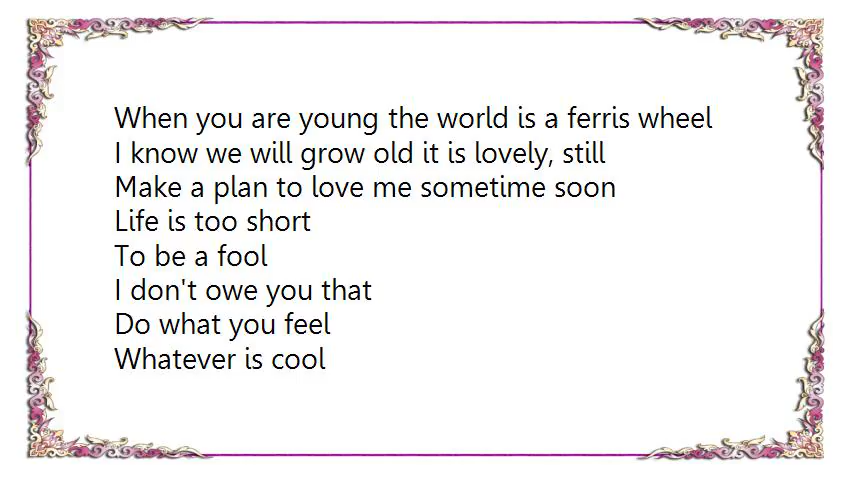 When you are young the world is a ferris wheel
I know we will grow old it is lovely, still
Make a plan to love me sometime soon
Life is too short
To be a fool
I don't owe you that
Do what you feel
Whatever is cool